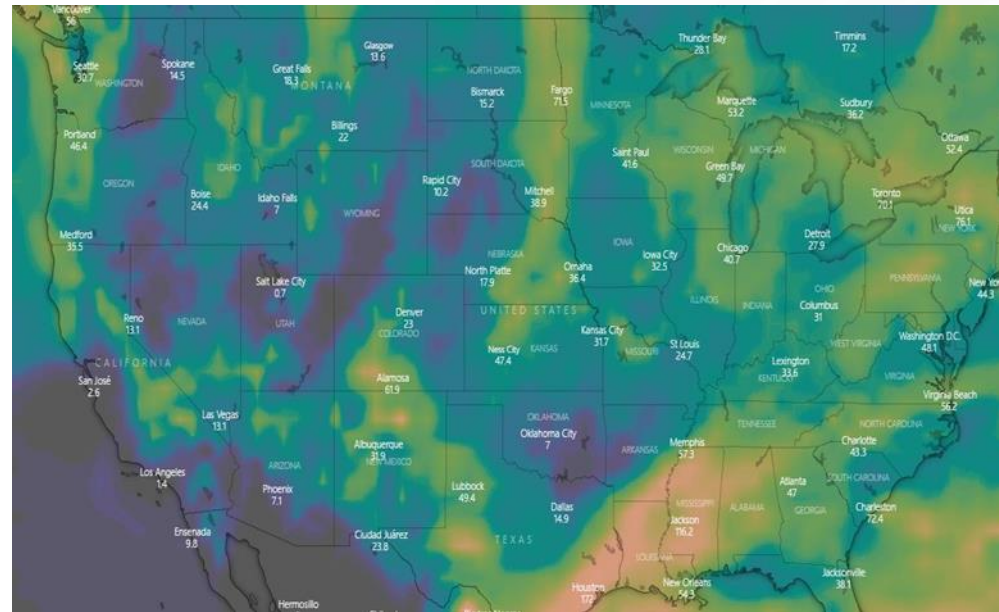 Vancouver
56
Seattle
30.7
WASHINGTON
Spokane
14.5
Great Falls
18.3
MONTANA
Glasgow
13.6
NORTH DAKOTA
Bismarck
15.2
Fargo
71.5
MINNESOTA
Thunder Bay
28.1
Timmins
17.2
Marquette
53.2
Sudbury
36.2
Ottawa
52.4
Portland
46.4
OREGON
IDAHO
Billings
22
Boise
24.4
Idaho Falls
7
WYOMING
Rapid City
10.2
SOUTH DAKOTA
Mitchell
38.9
Saint Paul
41.6
WISCONSIN
Green Bay
49.7
MICHIGAN
Toronto
70.1
Utica
76.1
NEW YORK
Medford
35.5
Salt Lake City
0.7
North Platte
17.9
NEBRASKA
Omaha
36.4
IOWA
Iowa City
32.5
Chicago
40.7
Detroit
27.9
PENNSYLVANIA
44.3
Reno
13.1
NEVADA
UTAH
Denver
23
COLORADO
UNITED STATES
Ness City
47.4
KANSAS
Kansas City
31.7
MISSOURI
St Louis
24.7
ILLINOIS
INDIANA
OHIO
Columbus
31
WEST VIRGINIA
Washington D.C.
48.1
CALIFORNIA
San José
2.6
Las Vegas
13.1
Alamosa
61.9
Lexington
33.6
KENTUCKY
VIRGINIA
Virginia Beach
56.2
Los Angeles
1.4
ARIZONA
Phoenix
7.1
Albuquerque
31.9
NEW MEXICO
Lubbock
49.4
OKLAHOMA
Oklahoma City
7
ARKANSAS
Memphis
57.3
TENNESSEE
NORTH CAROLINA
Charlotte
43.3
SOUTH CAROLINA
Ensenada
9.8
Ciudad Juárez
23.8
Dallas
14.9
TEXAS
MISSISSIPPI
Jackson
116.2
ALABAMA
Atlanta
47
GEORGIA
Charleston
72.4
Hermosillo
Houston
172
LOUISIANA
New Orleans
54.3
Jacksonville
38.1